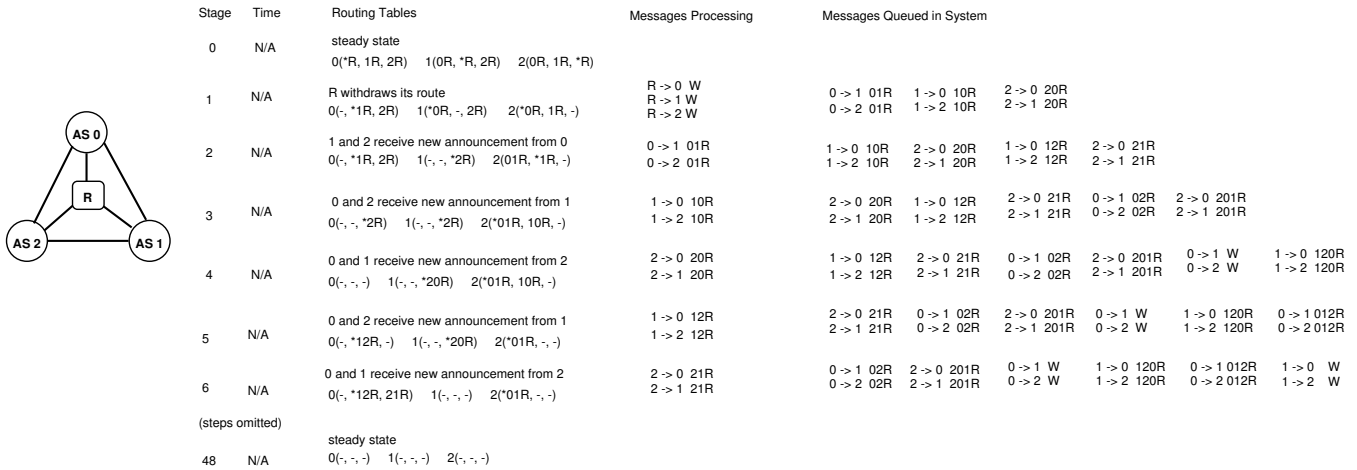 Stage Time Routing Tables Messages Processing Messages Queued in System
0 N/A steady state
0(*R, 1R, 2R) 1(0R, *R, 2R) 2(0R, 1R, *R)
1 N/A R withdraws its route
0(-, *1R, 2R) 1(*0R, -, 2R) 2(*0R, 1R, -)
R -> 0 W
R -> 1 W
R -> 2 W
0 -> 1 01R 1 -> 0 10R 2 -> 0 20R
0 -> 2 01R 1 -> 2 10R 2 -> 1 20R
2 N/A 1 and 2 receive new announcement from 0
0(-, *1R, 2R) 1(-, -, *2R) 2(01R, *1R, -)
0 -> 1 01R
0 -> 2 01R
1 -> 0 10R 2 -> 0 20R 1 -> 0 12R 2 -> 0 21R
1 -> 2 10R 2 -> 1 20R 1 -> 2 12R 2 -> 1 21R
3 N/A 0 and 2 receive new announcement from 1
0(-, -, *2R) 1(-, -, *2R) 2(*01R, 10R, -)
1 -> 0 10R
1 -> 2 10R
2 -> 0 20R 1 -> 0 12R 2 -> 0 21R 0 -> 1 02R 2 -> 0 201R
2 -> 1 20R 1 -> 2 12R 2 -> 1 21R 0 -> 2 02R 2 -> 1 201R
4 N/A 0 and 1 receive new announcement from 2
0(-, -, -) 1(-, -, *20R) 2(*01R, 10R, -)
2 -> 0 20R
2 -> 1 20R
1 -> 0 12R 2 -> 0 21R 0 -> 1 02R 2 -> 0 201R 0 -> 1 W 1 -> 0 120R
1 -> 2 12R 2 -> 1 21R 0 -> 2 02R 2 -> 1 201R 0 -> 2 W 1 -> 2 120R
5 N/A 0 and 2 receive new announcement from 1
0(-, *12R, -) 1(-, -, *20R) 2(*01R, -, -)
1 -> 0 12R
1 -> 2 12R
2 -> 0 21R 0 -> 1 02R 2 -> 0 201R 0 -> 1 W 1 -> 0 120R 0 -> 1 012R
2 -> 1 21R 0 -> 2 02R 2 -> 1 201R 0 -> 2 W 1 -> 2 120R 0 -> 2 012R
6 N/A 0 and 1 receive new announcement from 2
0(-, *12R, 21R) 1(-, -, -) 2(*01R, -, -)
2 -> 0 21R
2 -> 1 21R
0 -> 1 02R 2 -> 0 201R 0 -> 1 W 1 -> 0 120R 0 -> 1 012R 1 -> 0 W
0 -> 2 02R 2 -> 1 201R 0 -> 2 W 1 -> 2 120R 0 -> 2 012R 1 -> 2 W
(steps omitted)
48 N/A steady state
0(-, -, -) 1(-, -, -) 2(-, -, -)
AS 0
R
AS 2
AS 1